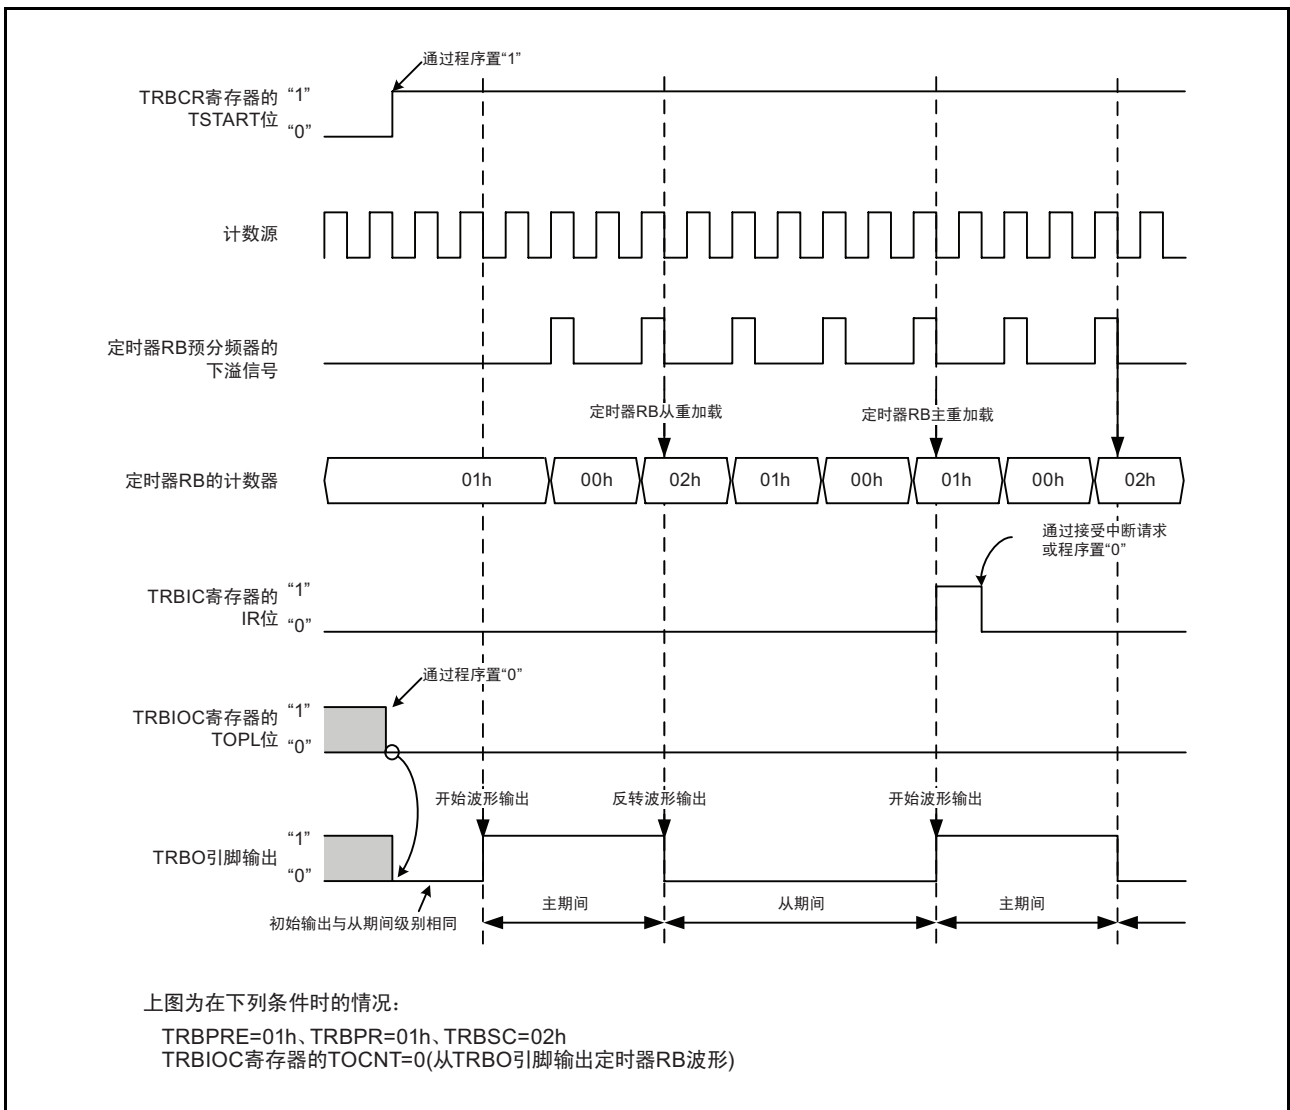 通过程序置“1”
TRBCR寄存器的
TSTART位
“1”
“0”
计数源
定时器RB预分频器的
下溢信号
定时器RB从重加载
定时器RB主重加载
定时器RB的计数器
01h
00h
02h
01h
00h
01h
00h
02h
通过接受中断请求
或程序置“0”
TRBIC寄存器的
IR位
“1”
“0”
通过程序置“0”
TRBIOC寄存器的
TOPL位
“1”
“0”
开始波形输出
反转波形输出
开始波形输出
TRBO引脚输出
“1”
“0”
初始输出与从期间级别相同
主期间
从期间
主期间
上图为在下列条件时的情况：
TRBPRE=01h、TRBPR=01h、TRBSC=02h
TRBIOC寄存器的TOCNT=0(从TRBO引脚输出定时器RB波形)